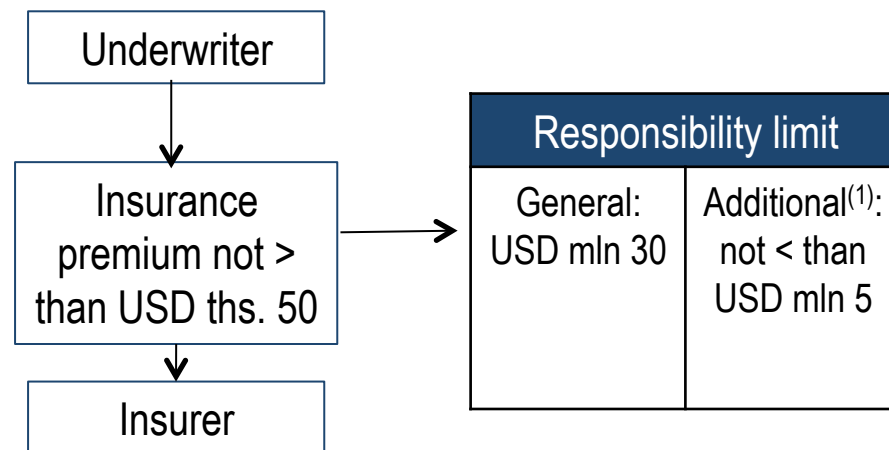 Underwriter
Insurance
premium not >
than USD ths. 50
Insurer
Responsibility limit
General:
USD mln 30
Additional(1):
not < than
USD mln 5